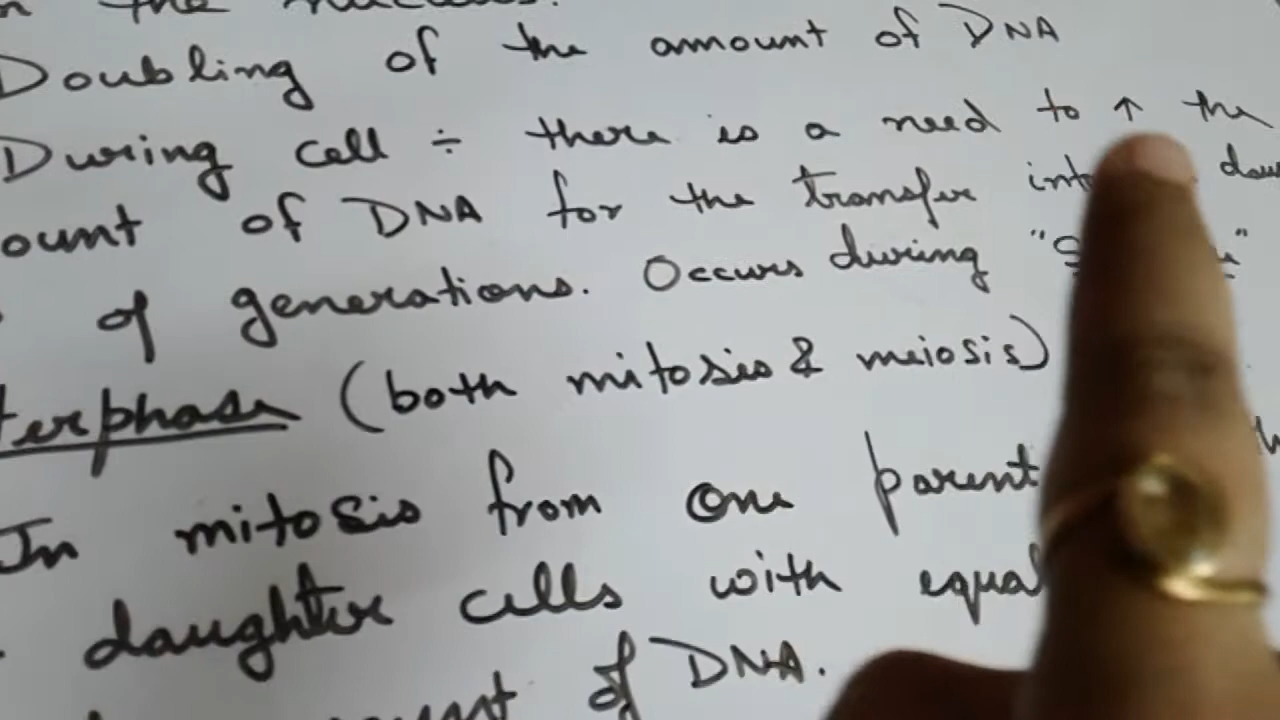 the nucleus.
Doubling of the amount of DNA
During cell ÷ there is a need to ↑ the
ount of DNA for the transfer
of generations. Occurs during "S
terphase (both mitosis & meiosis)
In mitosis from one parent
daughter cells with equal
of DNA.